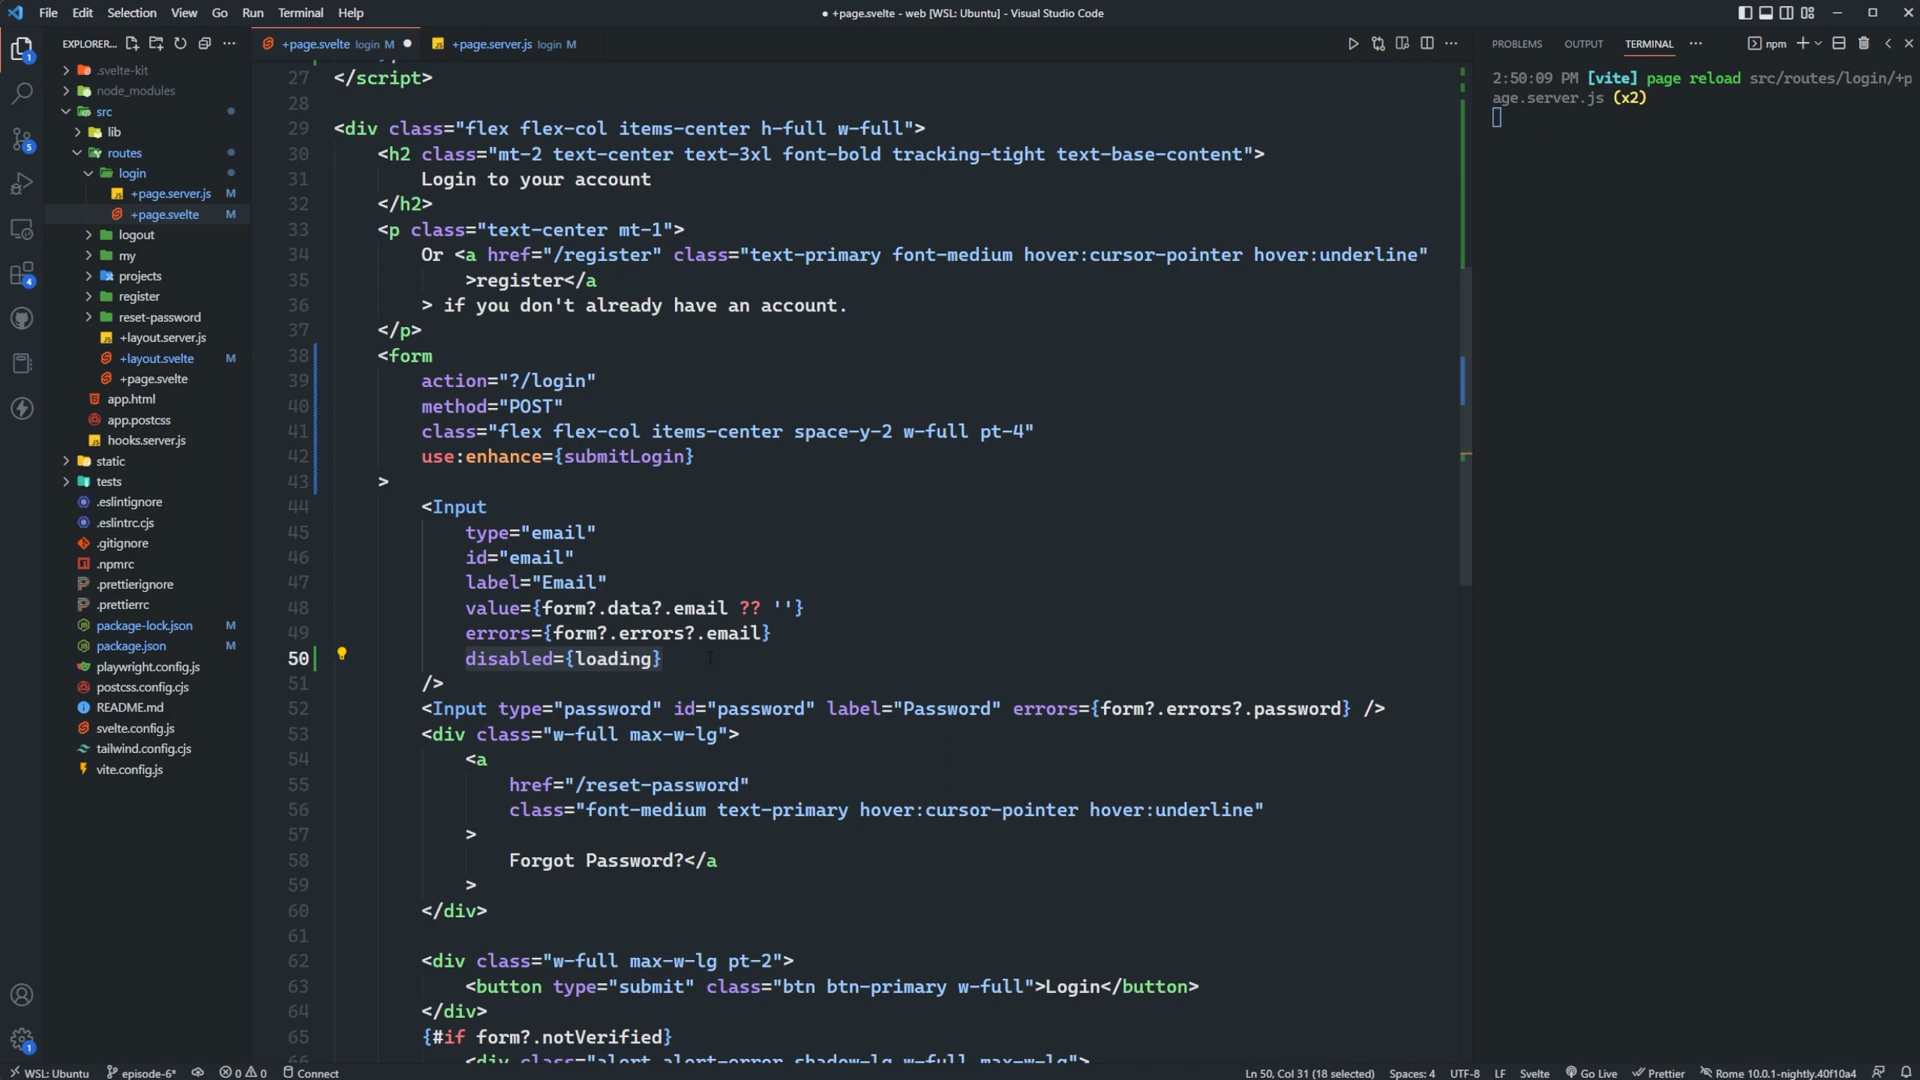 File Edit Selection View Go Run Terminal Help
● +page.svelte - web [WSL: Ubuntu] - Visual Studio Code
EXPLORER...
.svelte-kit
node_modules
src
lib
routes
login
+page.server.js M
+page.svelte M
logout
my
projects
register
reset-password
+layout.server.js
+layout.svelte M
+page.svelte
app.html
app.postcss
hooks.server.js
static
tests
.eslintignore
.eslintrc.cjs
.gitignore
.npmrc
.prettierignore
.prettierrc
package-lock.json M
package.json M
playwright.config.js
postcss.config.cjs
README.md
svelte.config.js
tailwind.config.cjs
vite.config.js
+page.svelte login M ●
+page.server.js login M
27 </script>
28
29 <div class="flex flex-col items-center h-full w-full">
30 <h2 class="mt-2 text-center text-3xl font-bold tracking-tight text-base-content">
31 Login to your account
32 </h2>
33 <p class="text-center mt-1">
34 Or <a href="/register" class="text-primary font-medium hover:cursor-pointer hover:underline"
35 >register</a
36 > if you don't already have an account.
37 </p>
38 <form
39 action="?/login"
40 method="POST"
41 class="flex flex-col items-center space-y-2 w-full pt-4"
42 use:enhance={submitLogin}
43 >
44 <Input
45 type="email"
46 id="email"
47 label="Email"
48 value={form?.data?.email ?? ''}
49 errors={form?.errors?.email}
50 disabled={loading}
51 />
52 <Input type="password" id="password" label="Password" errors={form?.errors?.password} />
53 <div class="w-full max-w-lg">
54 <a
55 href="/reset-password"
56 class="font-medium text-primary hover:cursor-pointer hover:underline"
57 >
58 Forgot Password?</a
59 >
60 </div>
61
62 <div class="w-full max-w-lg pt-2">
63 <button type="submit" class="btn btn-primary w-full">Login</button>
64 </div>
65 {#if form?.notVerified}
66 <div class="alert alert-error shadow-lg w-full max-w-lg">
PROBLEMS OUTPUT TERMINAL ... npm
2:50:09 PM [vite] page reload src/routes/login/+p
age.server.js (x2)
1
5
4
1
WSL: Ubuntu episode-6* 0 0 Connect
Ln 50, Col 31 (18 selected) Spaces: 4 UTF-8 LF Svelte Go Live Prettier Rome 10.0.1-nightly.40f10a4